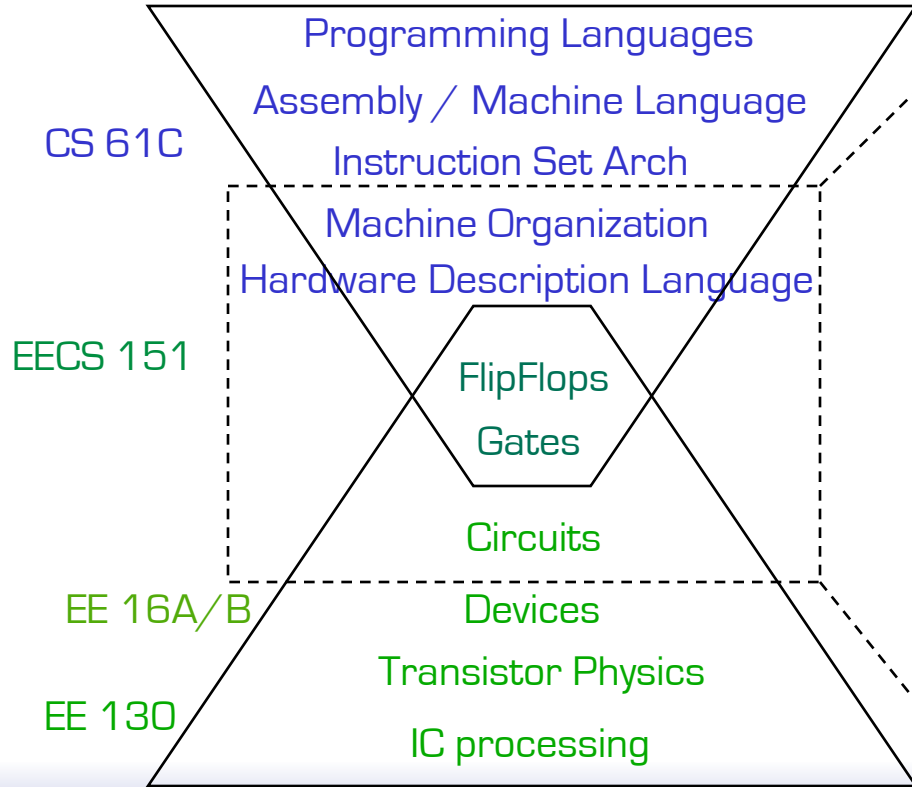 Programming Languages
Assembly / Machine Language
CS 61C
Instruction Set Arch
Machine Organization
Hardware Description Language
EECS 151
FlipFlops
Gates
Circuits
EE 16A/B
Devices
Transistor Physics
EE 130
IC processing